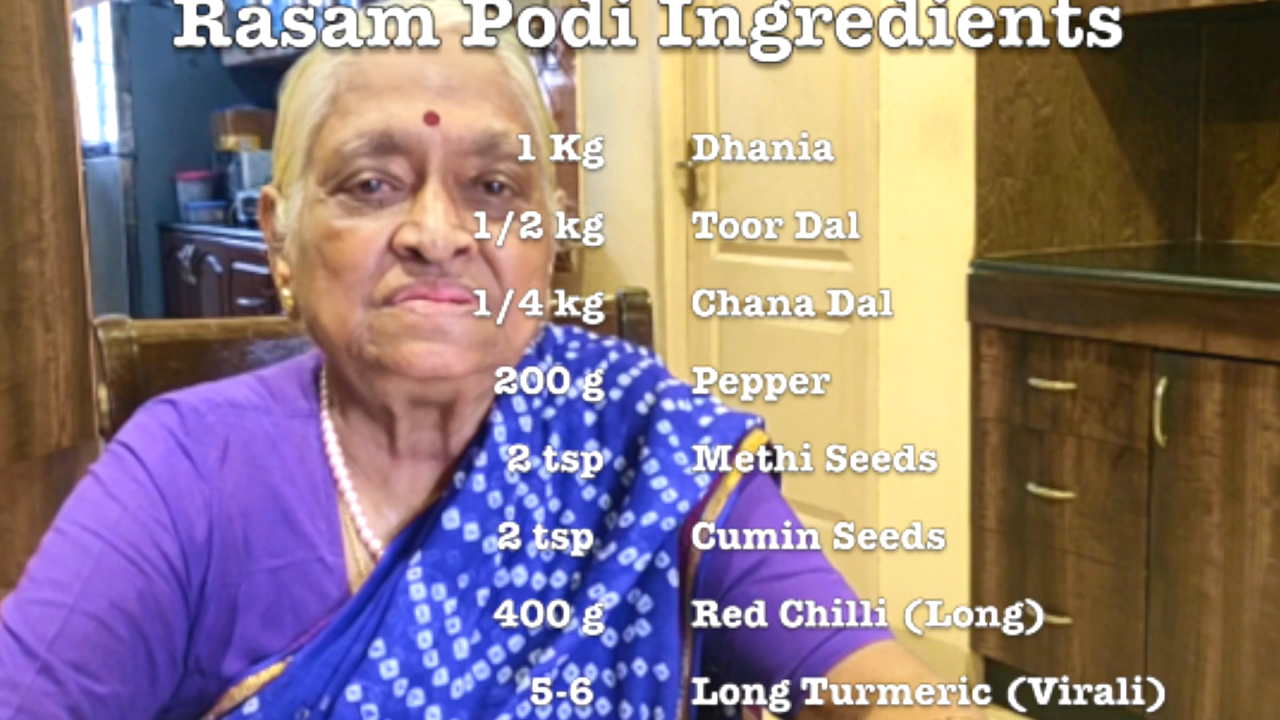 Rasam Podi Ingredients
1 Kg Dhania
1/2 kg Toor Dal
1/4 kg Chana Dal
200 g Pepper
2 tsp Methi Seeds
2 tsp Cumin Seeds
400 g Red Chilli (Long)
5-6 Long Turmeric (Virali)